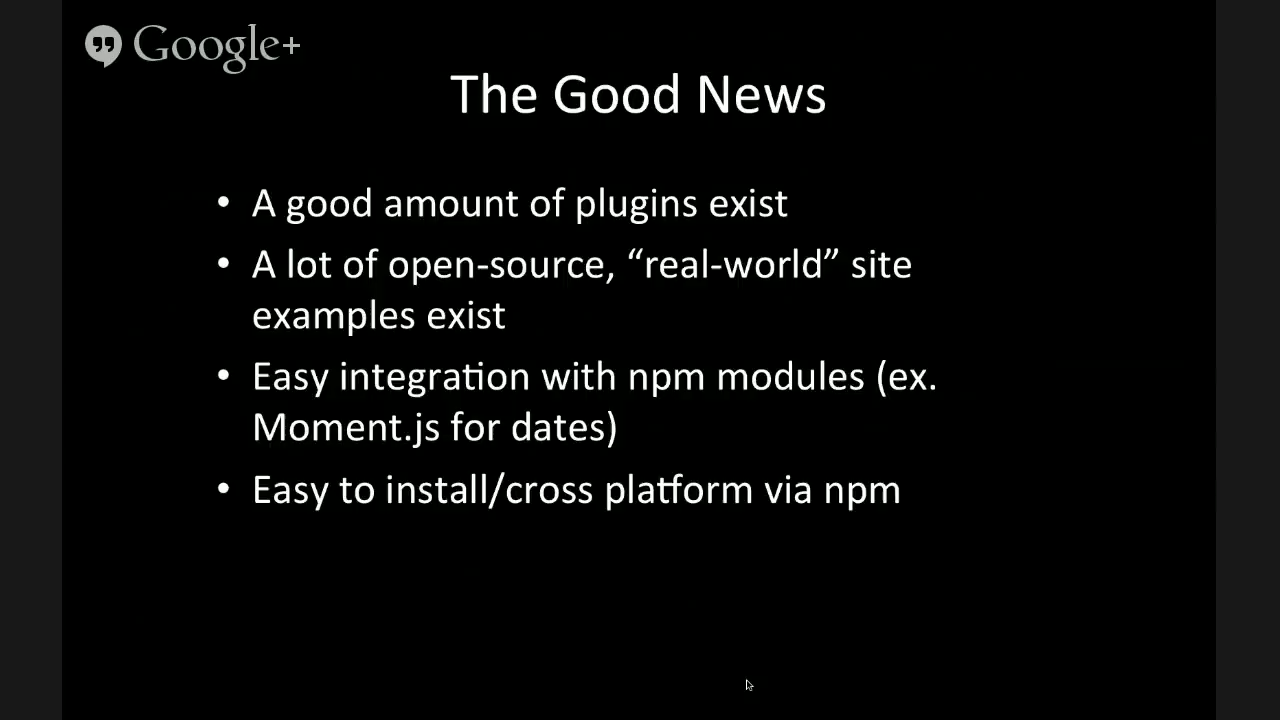 Google+
The Good News
• A good amount of plugins exist
• A lot of open-source, “real-world” site
examples exist
• Easy integration with npm modules (ex.
Moment.js for dates)
• Easy to install/cross platform via npm